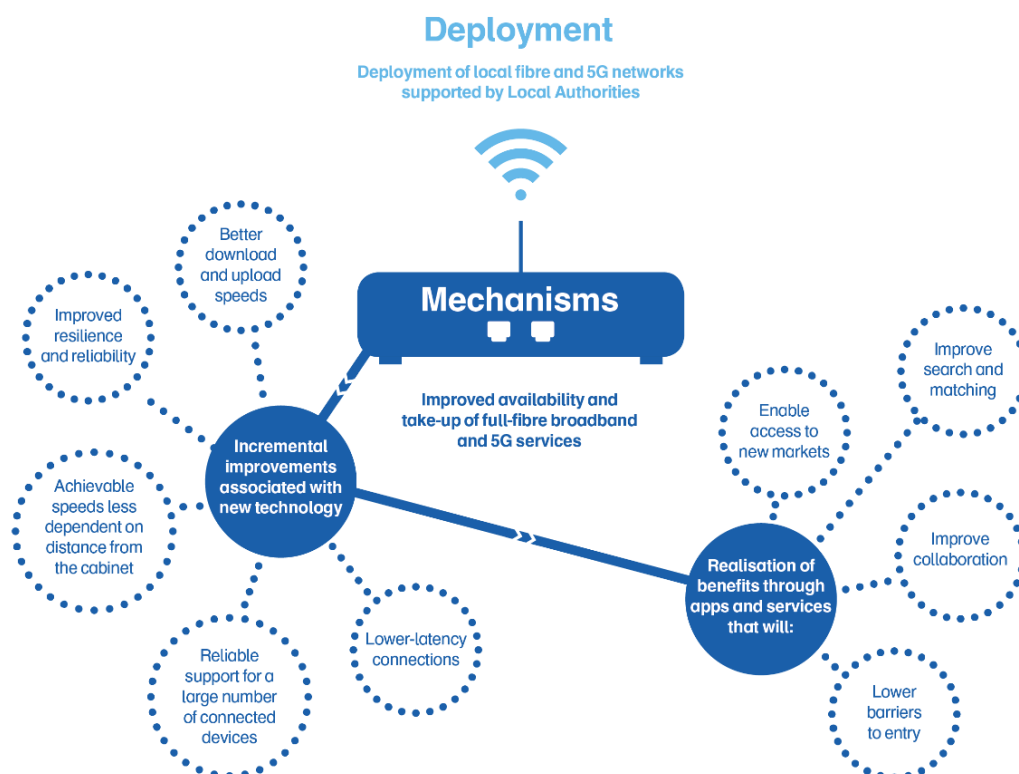 Deployment
Deployment of local fibre and 5G networks
supported by Local Authorities
Mechanisms
Improved availability and
take-up of full-fibre broadband
and 5G services
Better
download
and upload
speeds
Improved
resilience
and reliability
Incremental
improvements
associated with
new technology
Achievable
speeds less
dependent on
distance from
the cabinet
Reliable
support for a
large number
of connected
devices
Lower-latency
connections
Realisation of
benefits through
apps and services
that will:
Enable
access to
new markets
Improve
search and
matching
Improve
collaboration
Lower
barriers
to entry